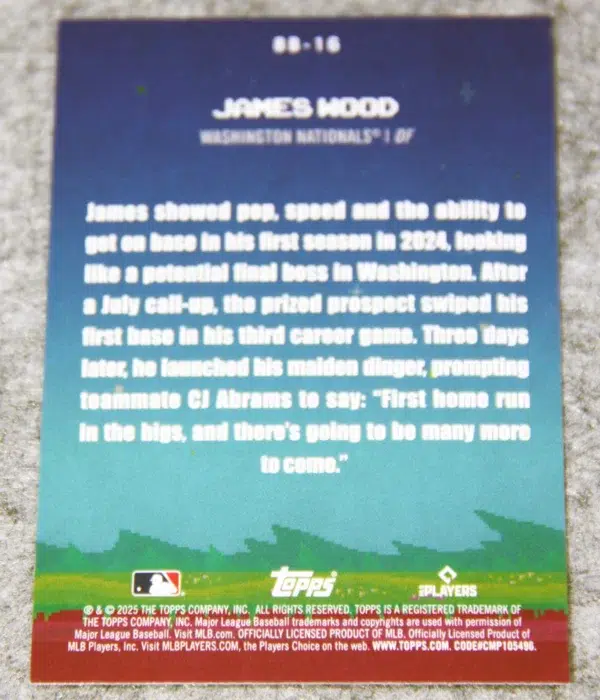 8B-16
JAMES WOOD
WASHINGTON NATIONALS® | OF
James showed pop, speed and the ability to
get on base in his first season in 2024, looking
like a potential final boss in Washington. After
a July call-up, the prized prospect swiped his
first base in his third career game. Three days
later, he launched his maiden dinger, prompting
teammate CJ Abrams to say: "First home run
in the bigs, and there's going to be many more
to come."
topps
PLAYERS
℗ & © 2025 THE TOPPS COMPANY, INC. ALL RIGHTS RESERVED. TOPPS IS A REGISTERED TRADEMARK OF
THE TOPPS COMPANY, INC. Major League Baseball trademarks and copyrights are used with permission of
Major League Baseball. Visit MLB.com. OFFICIALLY LICENSED PRODUCT OF MLB. Officially Licensed Product of
MLB Players, Inc. Visit MLBPLAYERS.com, the Players Choice on the web. WWW.TOPPS.COM. CODE#CMP105496.